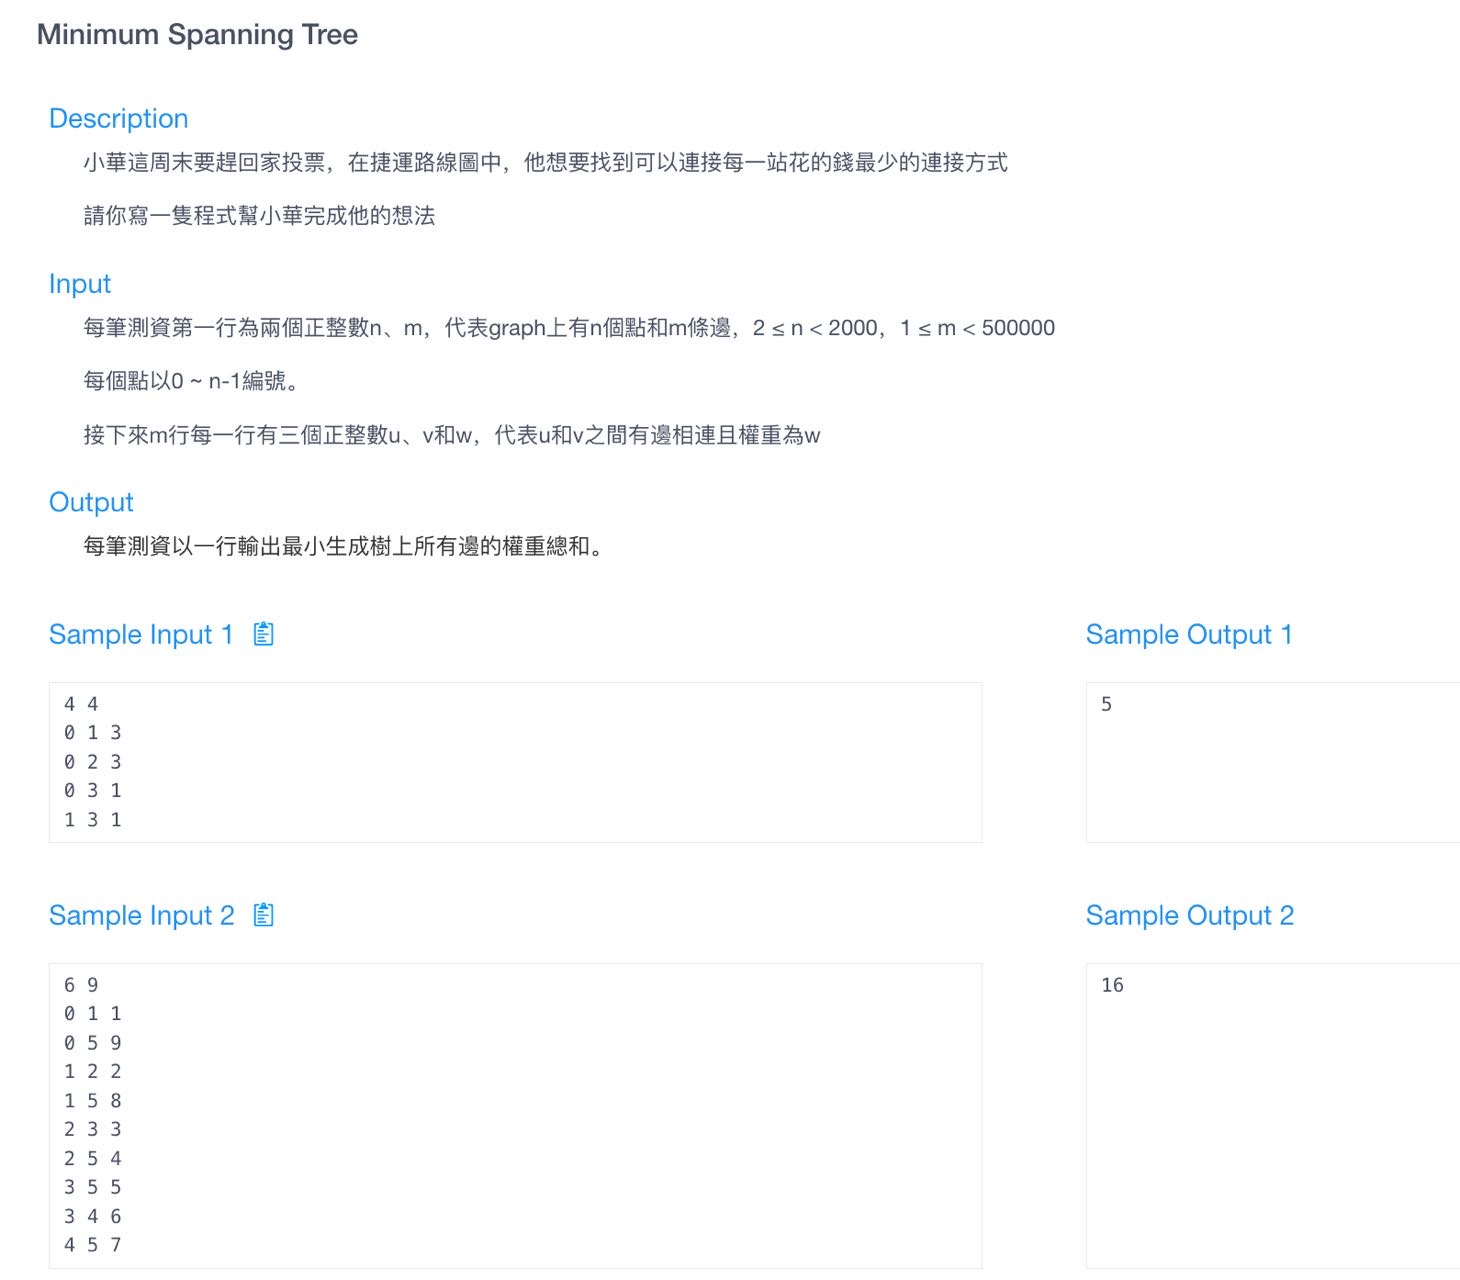 Minimum Spanning Tree
Description
小華這周末要趕回家投票，在捷運路線圖中，他想要找到可以連接每一站花的錢最少的連接方式
請你寫一隻程式幫小華完成他的想法
Input
每筆測資第一行為兩個正整數n、m，代表graph上有n個點和m條邊，2 ≤ n < 2000，1 ≤ m < 500000
每個點以0 ~ n-1編號。
接下來m行每一行有三個正整數u、v和w，代表u和v之間有邊相連且權重為w
Output
每筆測資以一行輸出最小生成樹上所有邊的權重總和。
Sample Input 1
Sample Output 1
4 4
0 1 3
0 2 3
0 3 1
1 3 1
5
Sample Input 2
Sample Output 2
6 9
0 1 1
0 5 9
1 2 2
1 5 8
2 3 3
2 5 4
3 5 5
3 4 6
4 5 7
16